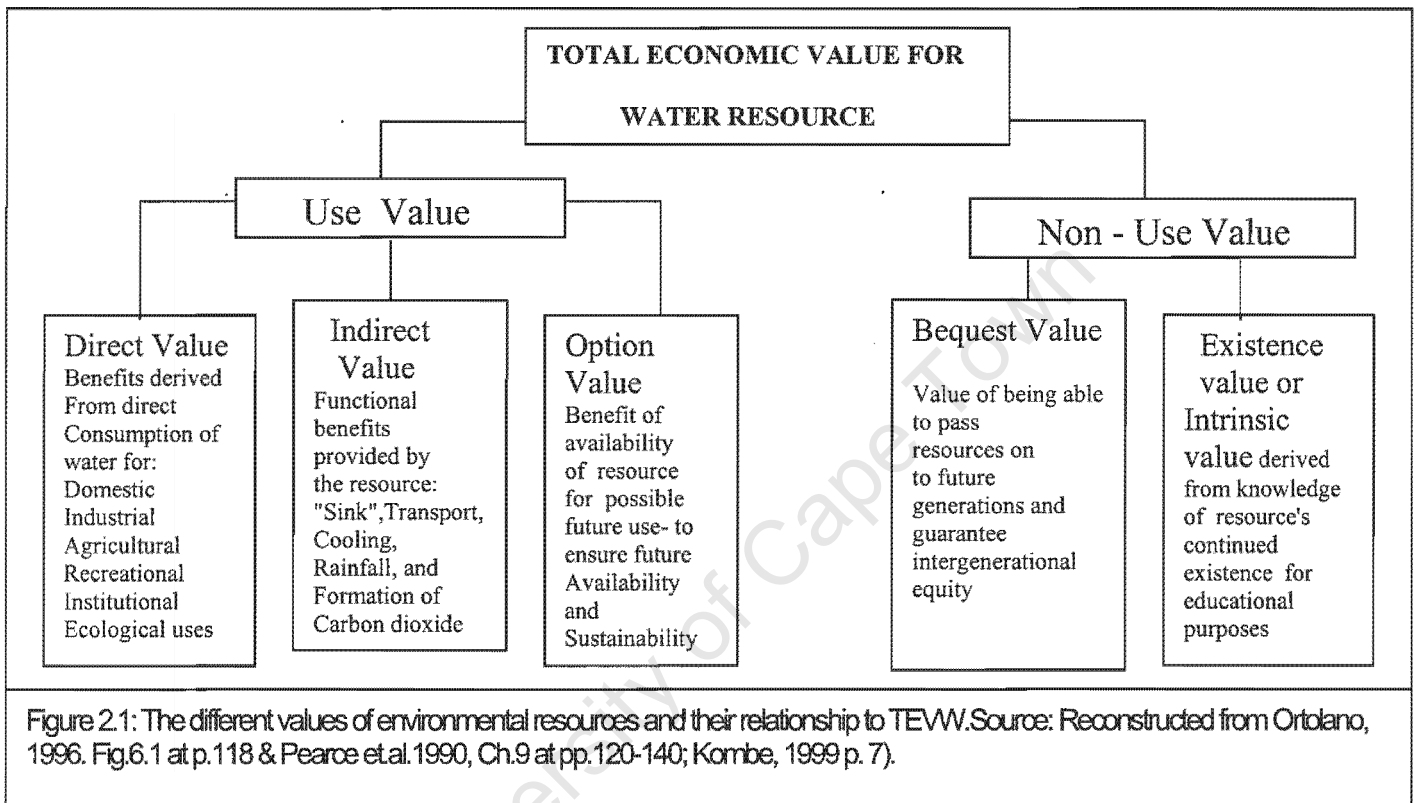 TOTAL ECONOMIC VALUE FOR
WATER RESOURCE
Use Value
Non - Use Value
Direct Value
Benefits derived
From direct
Consumption of
water for:
Domestic
Industrial
Agricultural
Recreational
Institutional
Ecological uses
Indirect
Value
Functional
benefits
provided by
the resource:
"Sink",Transport,
Cooling,
Rainfall, and
Formation of
Carbon dioxide
Option
Value
Benefit of
availability
of resource
for possible
future use- to
ensure future
Availability
and
Sustainability
Bequest Value
Value of being able
to pass
resources on
to future
generations and
guarantee
intergenerational
equity
Existence
value or
Intrinsic
value derived
from knowledge
of resource's
continued
existence for
educational
purposes
University of Cape Town
Figure 2.1: The different values of environmental resources and their relationship to TEVW.Source: Reconstructed from Ortolano,
1996. Fig.6.1 at p.118 & Pearce et.al.1990, Ch.9 at pp.120-140; Kombe, 1999 p. 7).